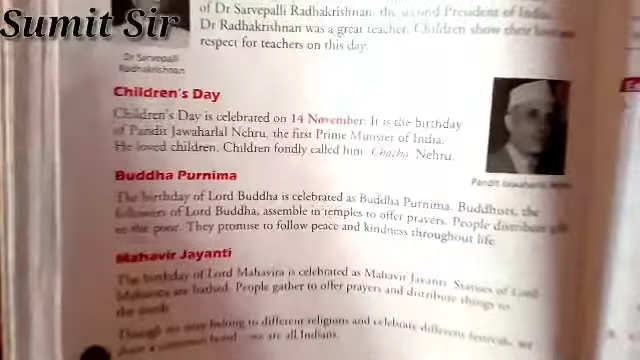 Sumit Sir
of Dr Sarvepalli Radhakrishnan, the second President of India.
Dr Radhakrishnan was a great teacher. Children show their love and
respect for teachers on this day.
Dr Sarvepalli
Radhakrishnan
Children's Day
Children's Day is celebrated on 14 November. It is the birthday
of Pandit Jawaharlal Nehru, the first Prime Minister of India.
He loved children. Children fondly called him Chacha Nehru.
Pandit Jawaharlal Nehru
Buddha Purnima
The birthday of Lord Buddha is celebrated as Buddha Purnima. Buddhists, the
followers of Lord Buddha, assemble in temples to offer prayers. People distribute
to the poor. They promise to follow peace and kindness throughout life.
Mahavir Jayanti
The birthday of Lord Mahavira is celebrated as Mahavir Jayanti. Statues of Lord
Mahavira are bathed. People gather to offer prayers and distribute things to
the needy.
Though we may belong to different religions and celebrate different festivals, we
share a common bond we are all Indians.